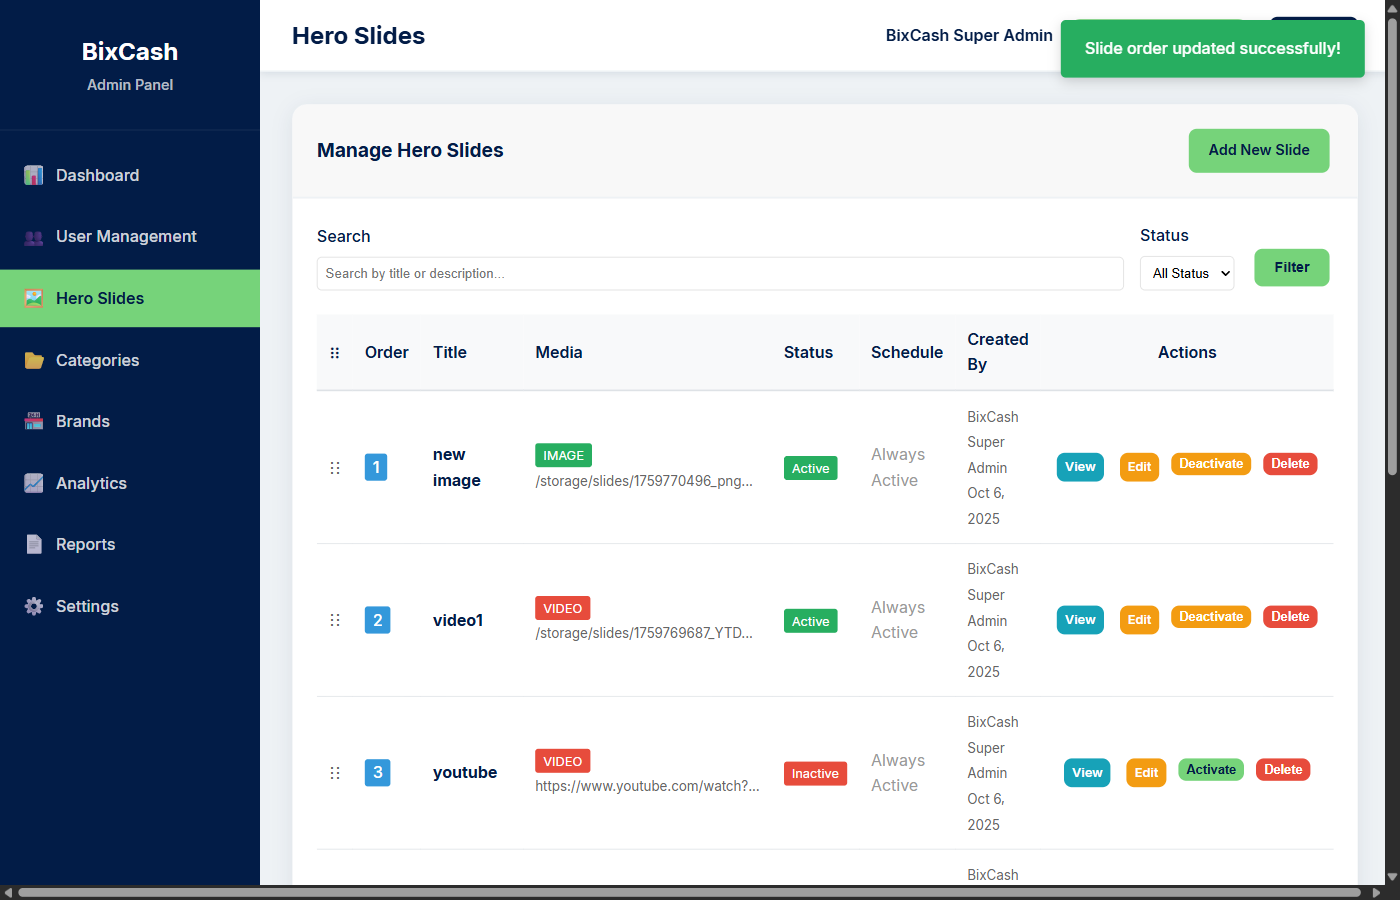 BixCash
Admin Panel
Dashboard
User Management
Hero Slides
Categories
Brands
Analytics
Reports
Settings
Hero Slides
BixCash Super Admin
Slide order updated successfully!
Manage Hero Slides
Add New Slide
Search
Search by title or description...
Status
All Status
Filter
Order
Title
Media
Status
Schedule
Created
By
Actions
1
new
image
IMAGE
/storage/slides/1759770496_png...
Active
Always
Active
BixCash
Super
Admin
Oct 6,
2025
View
Edit
Deactivate
Delete
2
video1
VIDEO
/storage/slides/1759769687_YTD...
Active
Always
Active
BixCash
Super
Admin
Oct 6,
2025
View
Edit
Deactivate
Delete
3
youtube
VIDEO
https://www.youtube.com/watch?...
Inactive
Always
Active
BixCash
Super
Admin
Oct 6,
2025
View
Edit
Activate
Delete
BixCash